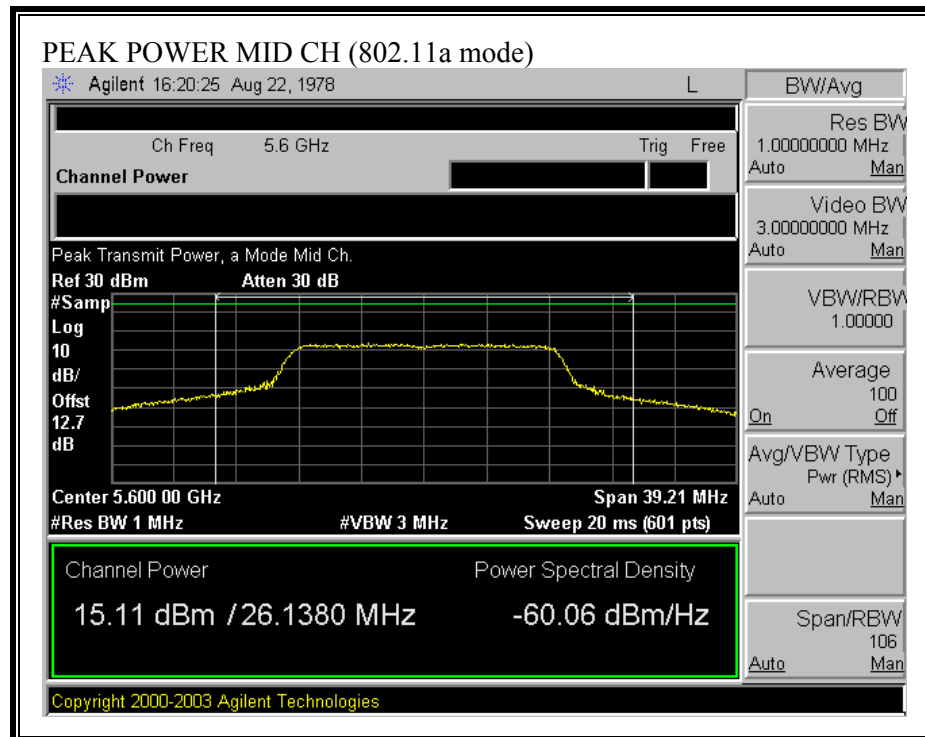 PEAK POWER MID CH (802.11a mode)
Agilent 16:20:25 Aug 22, 1978 L
BW/Avg
Ch Freq 5.6 GHz Trig Free
Channel Power
Peak Transmit Power, a Mode Mid Ch.
Ref 30 dBm Atten 30 dB
#Samp
Log
10
dB/
Offst
12.7
dB
Center 5.600 00 GHz Span 39.21 MHz
#Res BW 1 MHz #VBW 3 MHz Sweep 20 ms (601 pts)
Channel Power Power Spectral Density
15.11 dBm / 26.1380 MHz -60.06 dBm/Hz
Copyright 2000-2003 Agilent Technologies
Res BW
1.00000000 MHz
Auto Man
Video BW
3.00000000 MHz
Auto Man
VBW/RBW
1.00000
Average
100
On Off
Avg/VBW Type
Pwr (RMS)
Auto Man
Span/RBW
106
Auto Man